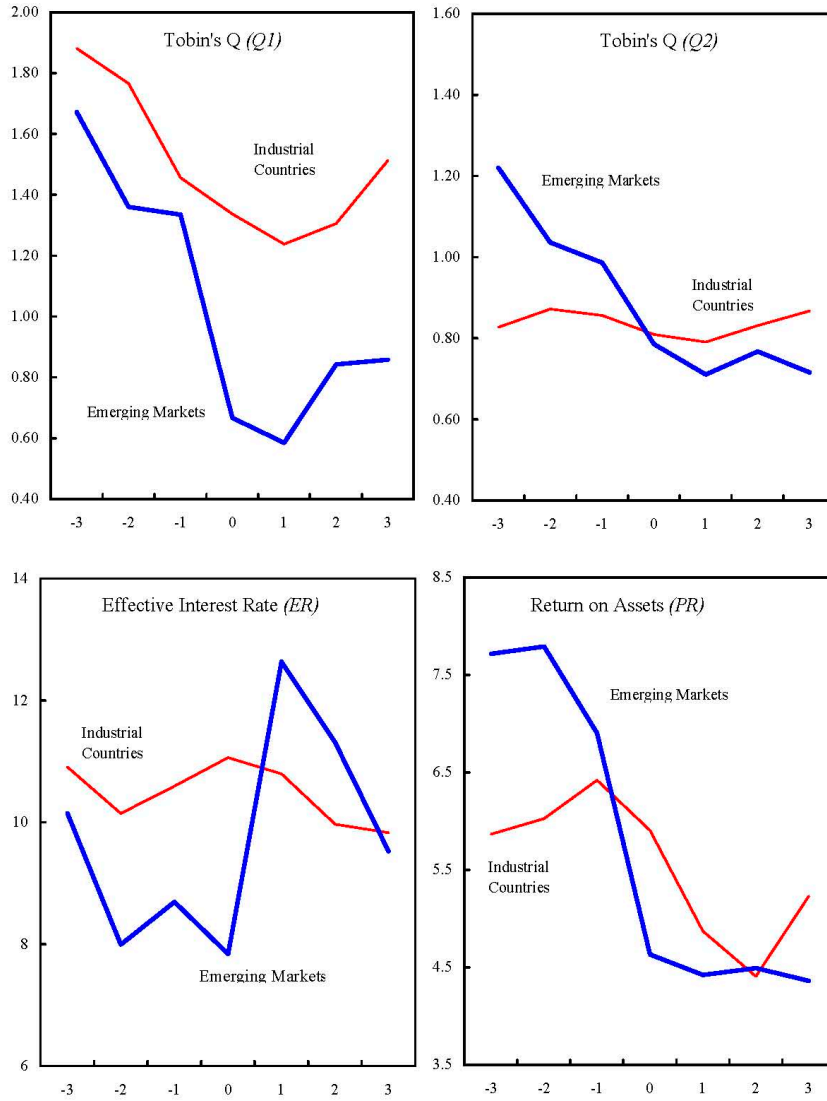 Tobin's Q (Q1)
2.00
1.80
1.60
1.40
1.20
1.00
0.80
0.60
0.40
Industrial
Countries
Emerging Markets
-3 -2 -1 0 1 2 3
Tobin's Q (Q2)
1.60
1.40
1.20
1.00
0.80
0.60
0.40
Emerging Markets
Industrial
Countries
-3 -2 -1 0 1 2 3
Effective Interest Rate (ER)
14
12
10
8
6
Industrial
Countries
Emerging Markets
-3 -2 -1 0 1 2 3
Return on Assets (PR)
8.5
7.5
6.5
5.5
4.5
3.5
Emerging Markets
Industrial
Countries
-3 -2 -1 0 1 2 3